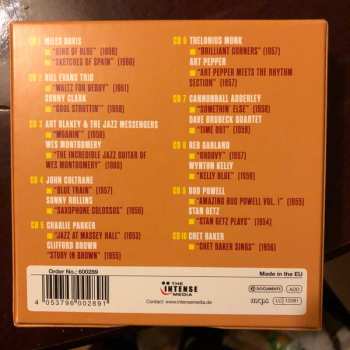 CD 1 MILES DAVIS
"KIND OF BLUE" (1959)
"SKETCHES OF SPAIN" (1960)
CD 2 BILL EVANS TRIO
"WALTZ FOR DEBBY" (1961)
SONNY CLARK
"COOL STRUTTIN'" (1958)
CD 3 ART BLAKEY & THE JAZZ MESSENGERS
"MOANIN'" (1958)
WES MONTGOMERY
"THE INCREDIBLE JAZZ GUITAR OF
WES MONTGOMERY" (1960)
CD 4 JOHN COLTRANE
"BLUE TRAIN" (1957)
SONNY ROLLINS
"SAXOPHONE COLOSSUS" (1956)
CD 5 CHARLIE PARKER
"JAZZ AT MASSEY HALL" (1953)
CLIFFORD BROWN
"STUDY IN BROWN" (1955)
CD 6 THELONIOUS MONK
"BRILLIANT CORNERS" (1957)
ART PEPPER
"ART PEPPER MEETS THE RHYTHM
SECTION" (1957)
CD 7 CANNONBALL ADDERLEY
"SOMETHIN' ELSE" (1958)
DAVE BRUBECK QUARTET
"TIME OUT" (1959)
CD 8 RED GARLAND
"GROOVY" (1957)
WYNTON KELLY
"KELLY BLUE" (1959)
CD 9 BUD POWELL
"AMAZING BUD POWELL VOL. 1" (1955)
STAN GETZ
"STAN GETZ PLAYS" (1954)
CD 10 CHET BAKER
"CHET BAKER SINGS" (1956)
Order No.: 600289
Made in the EU
4 053796 002891
THE
INTENSE
MEDIA
Contact: www.intensemedia.de
DOCUMENTS
ADD
mcps
LC 12281